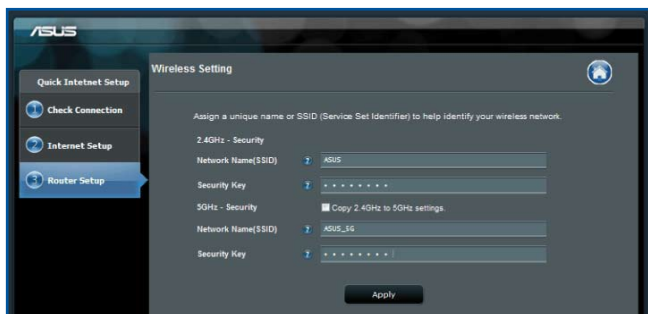 ASUS
Quick Intetnet Setup
1 Check Connection
2 Internet Setup
3 Router Setup
Wireless Setting
Assign a unique name or SSID (Service Set Identifier) to help identify your wireless network.
2.4GHz - Security
Network Name(SSID) ? ASUS
Security Key ? ••••••••
5GHz - Security Copy 2.4GHz to 5GHz settings.
Network Name(SSID) ? ASUS_5G
Security Key ? ••••••••
Apply